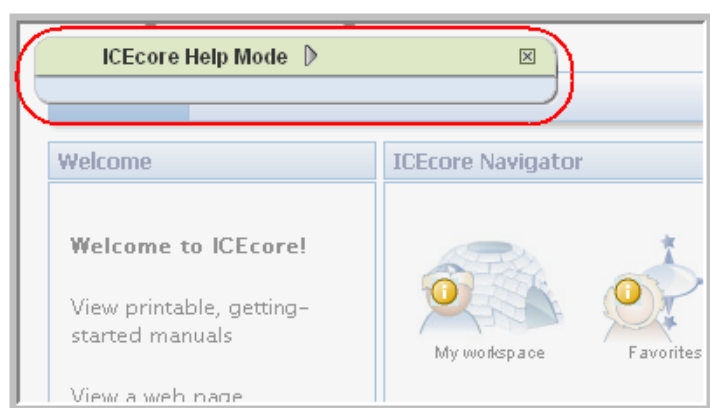 ICEcore Help Mode
Welcome
ICEcore Navigator
Welcome to ICEcore!
View printable, getting-
started manuals
View a web page
My workspace
Favorites